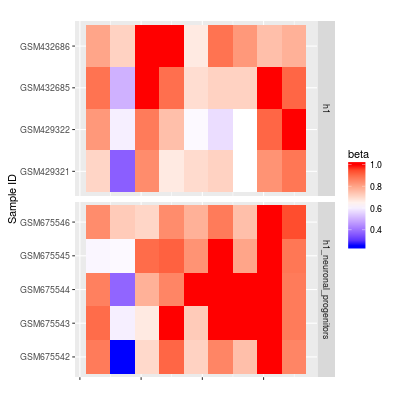 Sample ID
GSM432686
GSM432685
GSM429322
GSM429321
h1
GSM675546
GSM675545
GSM675544
GSM675543
GSM675542
h1_neuronal_progenitors
beta
1.0
0.8
0.6
0.4